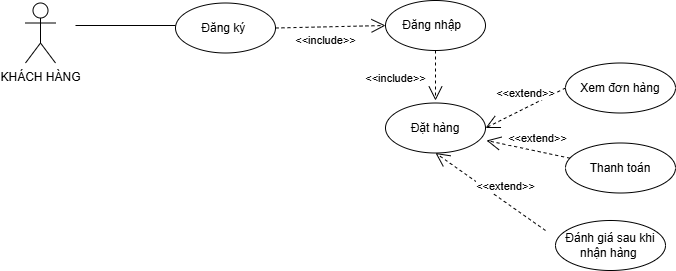 Đăng ký
Đăng nhập
<<include>>
KHÁCH HÀNG
<<include>>
Xem đơn hàng
<<extend>>
Đặt hàng
<<extend>>
Thanh toán
<<extend>>
Đánh giá sau khi
nhận hàng